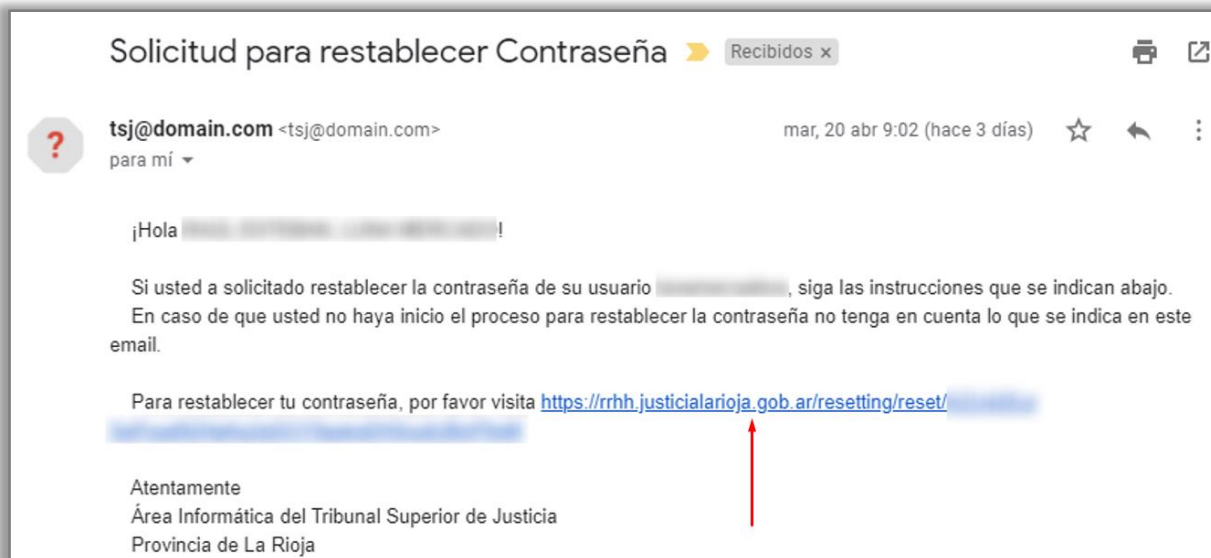 Solicitud para restablecer Contraseña Recibidos x
?
tsj@domain.com <tsj@domain.com> mar, 20 abr 9:02 (hace 3 días)
para mí
¡Hola !
Si usted a solicitado restablecer la contraseña de su usuario , siga las instrucciones que se indican abajo.
En caso de que usted no haya inicio el proceso para restablecer la contraseña no tenga en cuenta lo que se indica en este
email.
Para restablecer tu contraseña, por favor visita https://rrhh.justicialarioja.gob.ar/resetting/reset/
Atentamente
Área Informática del Tribunal Superior de Justicia
Provincia de La Rioja